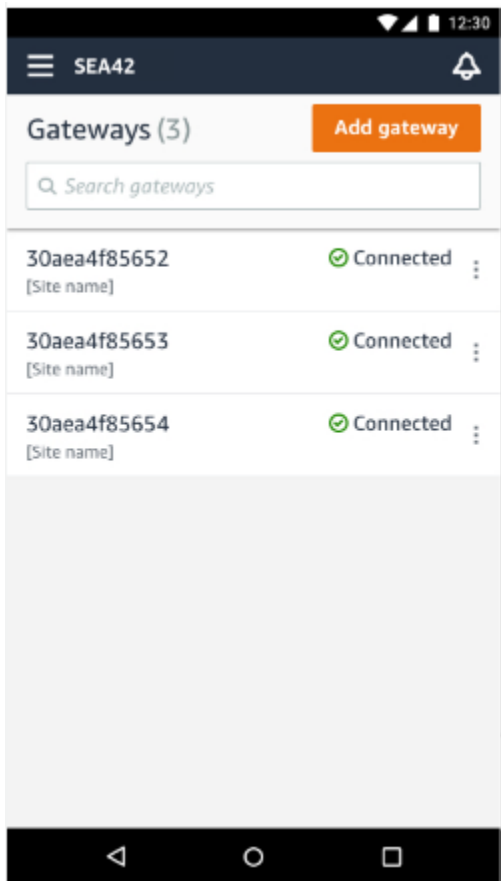 12:30
SEA42
Gateways (3)
Add gateway
Search gateways
30aea4f85652
Connected
[Site name]
30aea4f85653
Connected
[Site name]
30aea4f85654
Connected
[Site name]